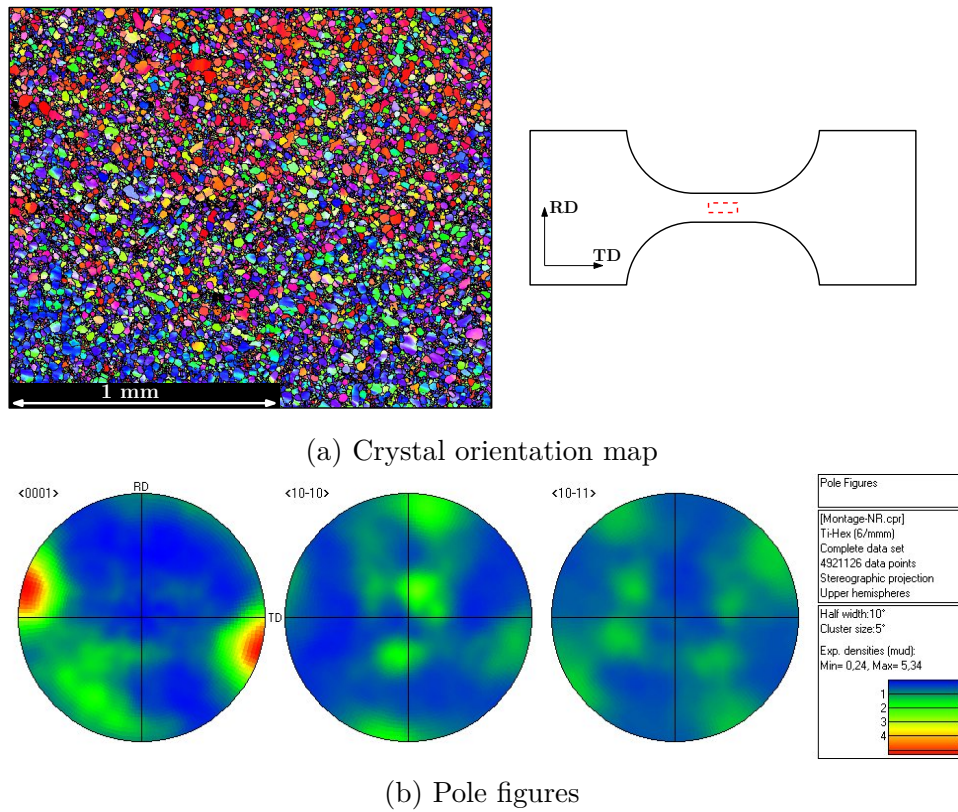 1 mm
RD
TD
(a) Crystal orientation map
<0001>
RD
TD
<10-10>
<10-11>
Pole Figures
[Montage-NR.cpr]
Ti-Hex (6/mmm)
Complete data set
4921126 data points
Stereographic projection
Upper hemispheres
Half width:10°
Cluster size:5°
Exp. densities (mud):
Min= 0,24, Max= 5,34
1
2
3
4
(b) Pole figures